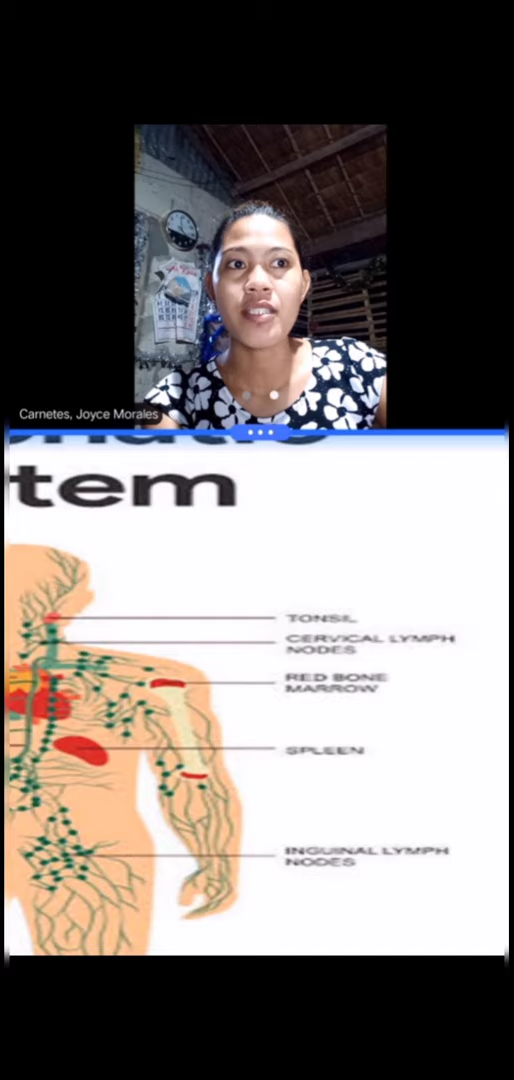 Carnetes, Joyce Morales
tem
TONSIL
CERVICAL LYMPH
NODES
RED BONE
MARROW
SPLEEN
INGUINAL LYMPH
NODES